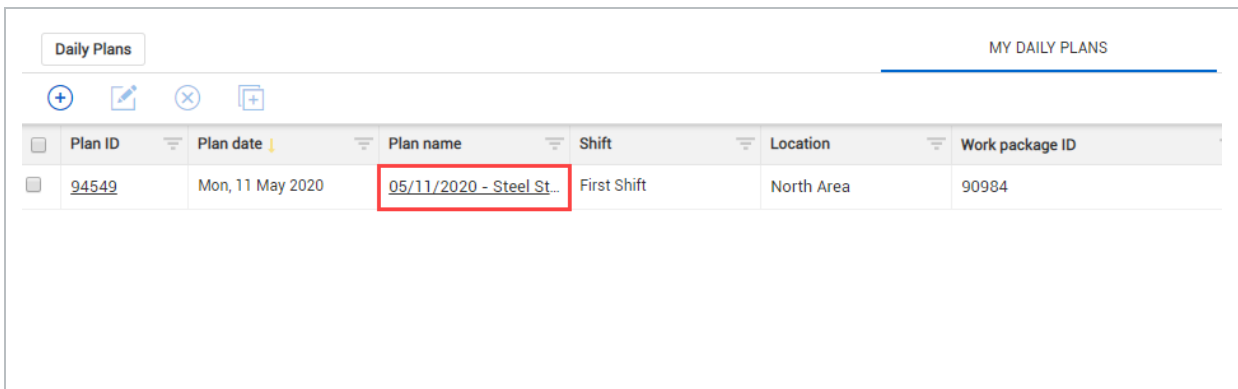 Daily Plans MY DAILY PLANS
Plan ID Plan date Plan name Shift Location Work package ID
94549 Mon, 11 May 2020 05/11/2020 - Steel St... First Shift North Area 90984